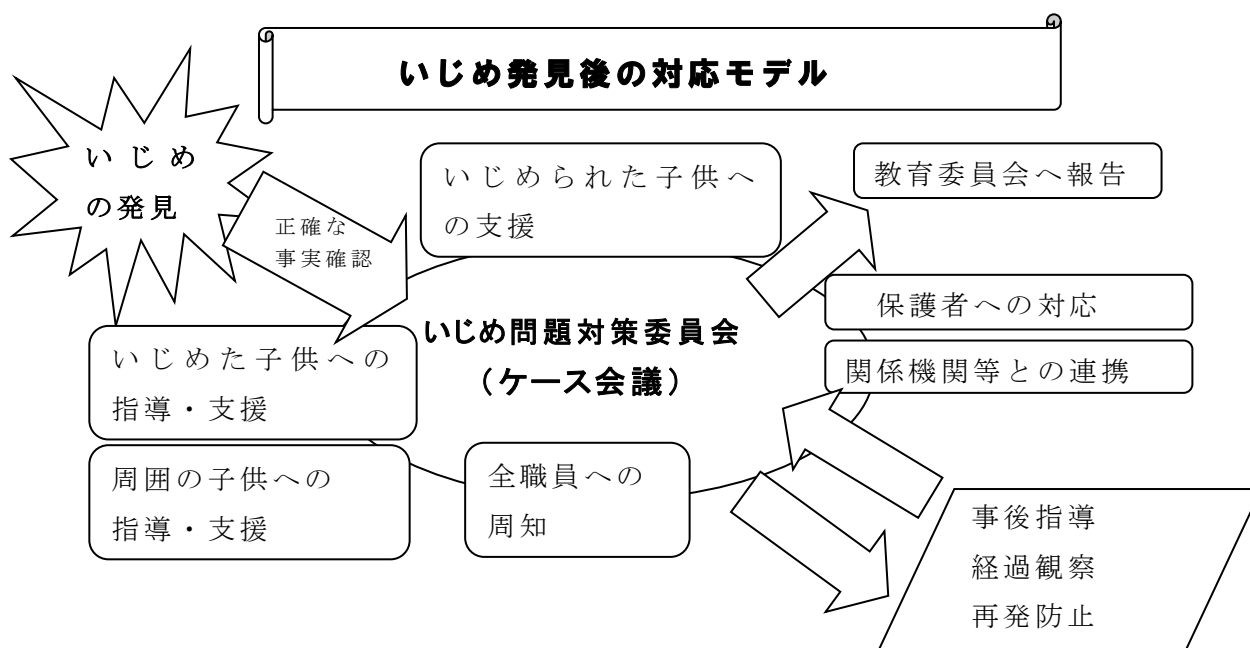 いじめ発見後の対応モデル
いじめ
の発見
正確な
事実確認
いじめられた子供へ
の支援
教育委員会へ報告
保護者への対応
関係機関等との連携
いじめ問題対策委員会
（ケース会議）
いじめた子供への
指導・支援
周囲の子供への
指導・支援
全職員への
周知
事後指導
経過観察
再発防止